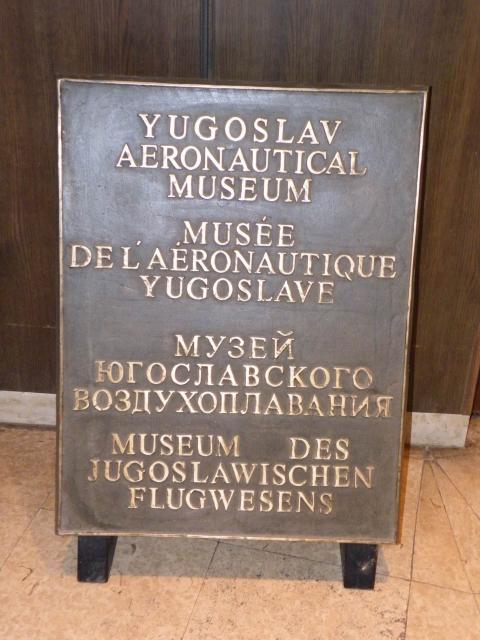 YUGOSLAV
AERONAUTICAL
MUSEUM
MUSÉE
DE L'AÉRONAUTIQUE
YUGOSLAVE
МУЗЕЙ
ЮГОСЛАВСКОГО
ВОЗДУХОПЛАВАНИЯ
MUSEUM DES
JUGOSLAWISCHEN
FLUGWESENS